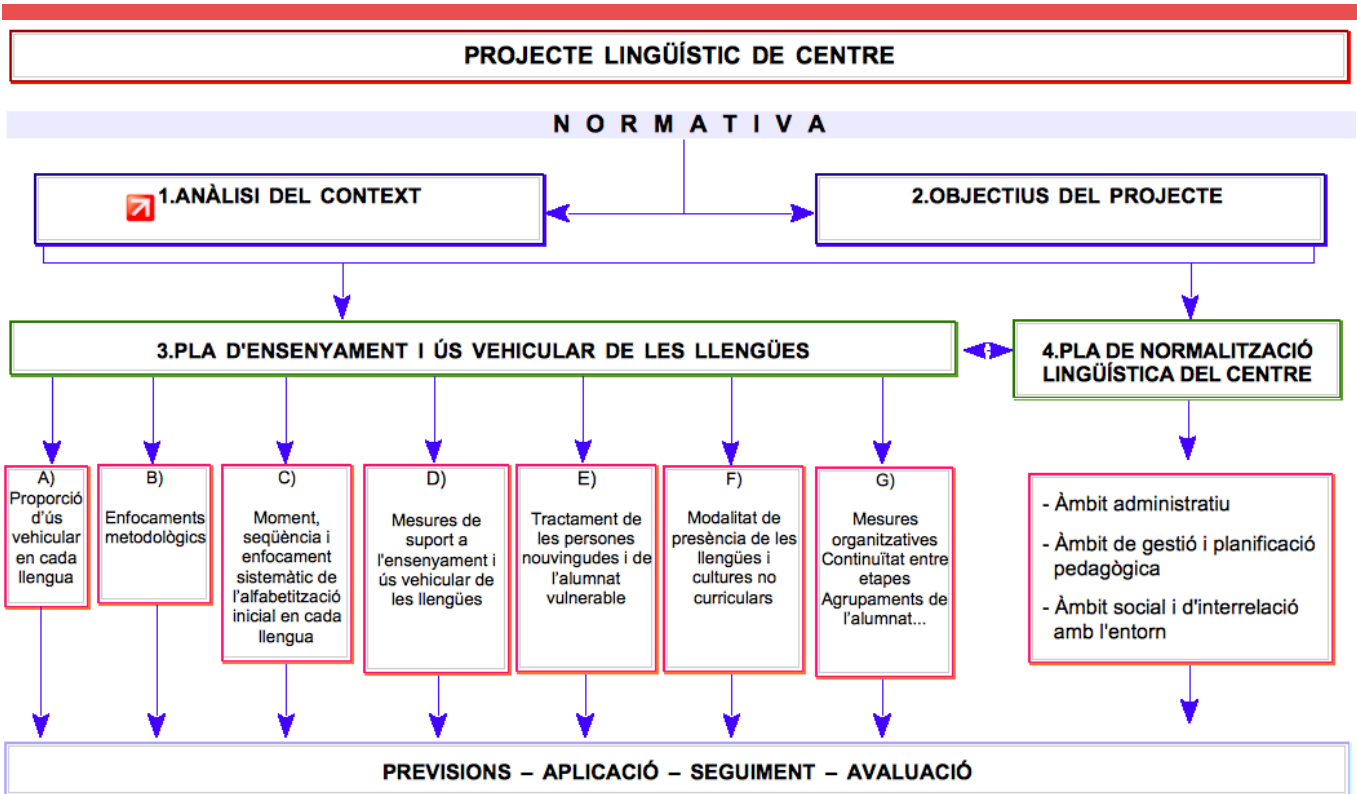 PROJECTE LINGÜÍSTIC DE CENTRE
N O R M A T I V A
1.ANÀLISI DEL CONTEXT
2.OBJECTIUS DEL PROJECTE
3.PLA D'ENSENYAMENT I ÚS VEHICULAR DE LES LLENGÜES
4.PLA DE NORMALITZACIÓ
LINGÜÍSTICA DEL CENTRE
A)
Proporció
d'ús
vehicular
en cada
llengua
B)
Enfocaments
metodològics
C)
Moment,
seqüència i
enfocament
sistemàtic de
l'alfabetització
inicial en cada
llengua
D)
Mesures de
suport a
l'ensenyament i
ús vehicular de
les llengües
E)
Tractament de
les persones
nouvingudes i de
l'alumnat
vulnerable
F)
Modalitat de
presència de les
llengües i
cultures no
curriculars
G)
Mesures
organitzatives
Continuïtat entre
etapes
Agrupaments de
l'alumnat...
- Àmbit administratiu
- Àmbit de gestió i planificació
pedagògica
- Àmbit social i d'interrelació
amb l'entorn
PREVISIONS – APLICACIÓ – SEGUIMENT – AVALUACIÓ